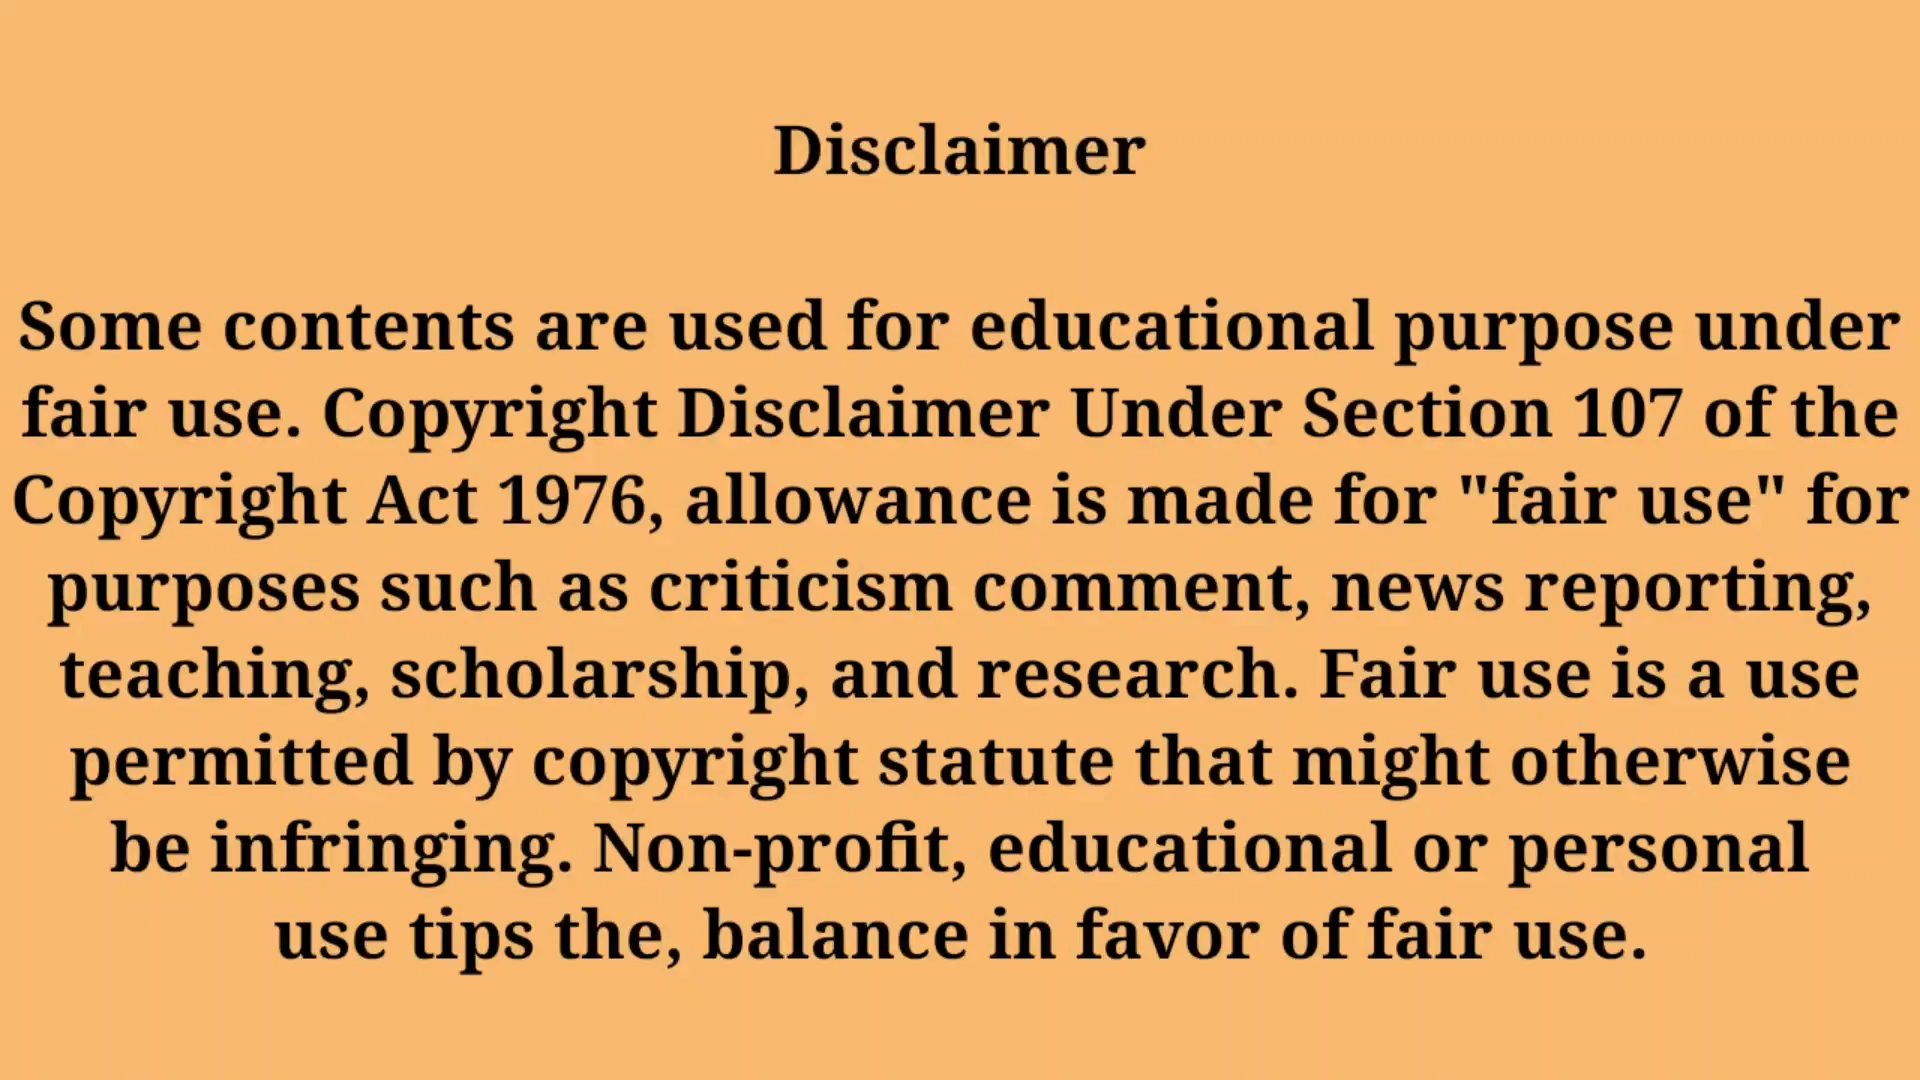 Disclaimer
Some contents are used for educational purpose under
fair use. Copyright Disclaimer Under Section 107 of the
Copyright Act 1976, allowance is made for "fair use" for
purposes such as criticism comment, news reporting,
teaching, scholarship, and research. Fair use is a use
permitted by copyright statute that might otherwise
be infringing. Non-profit, educational or personal
use tips the, balance in favor of fair use.